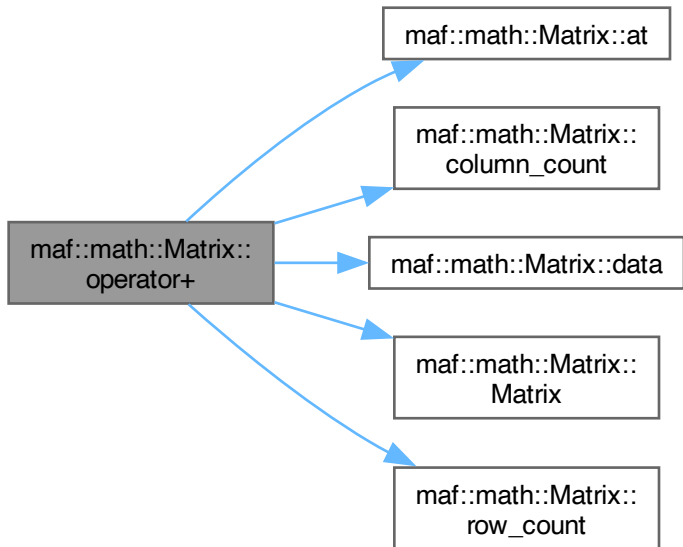 maf::math::Matrix::at
maf::math::Matrix::
column_count
maf::math::Matrix::
operator+
maf::math::Matrix::data
maf::math::Matrix::
Matrix
maf::math::Matrix::
row_count